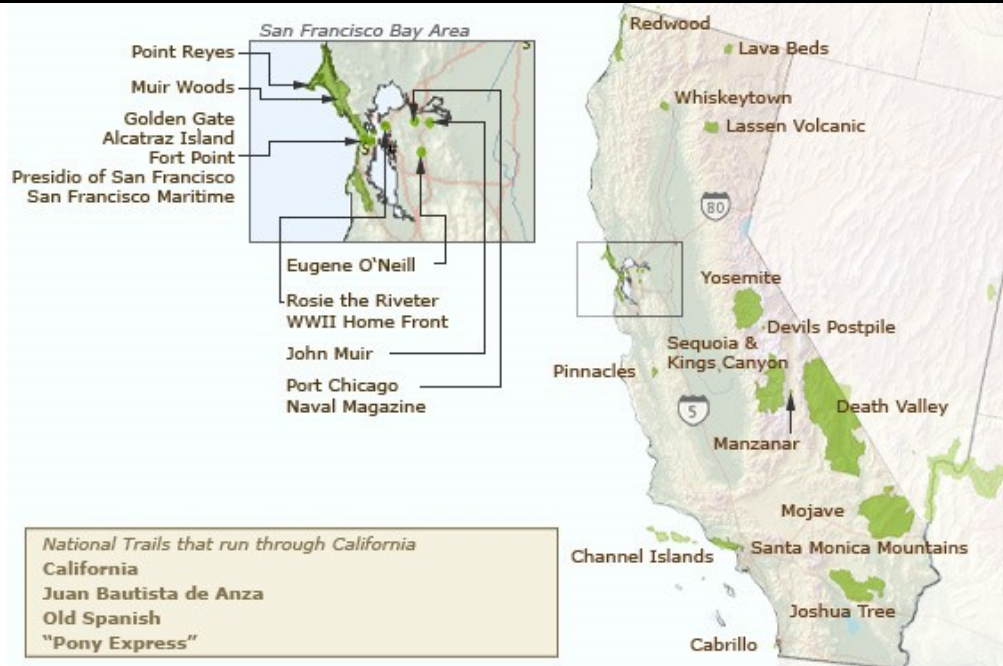 San Francisco Bay Area
Point Reyes
Muir Woods
Golden Gate
Alcatraz Island
Fort Point
Presidio of San Francisco
San Francisco Maritime
Eugene O'Neill
Rosie the Riveter
WWII Home Front
John Muir
Port Chicago
Naval Magazine
Redwood
Lava Beds
Whiskeytown
Lassen Volcanic
80
Yosemite
Devils Postpile
Sequoia &
Kings Canyon
Pinnacles
5
Death Valley
Manzanar
Mojave
Channel Islands
Santa Monica Mountains
Joshua Tree
Cabrillo
National Trails that run through California
California
Juan Bautista de Anza
Old Spanish
“Pony Express”